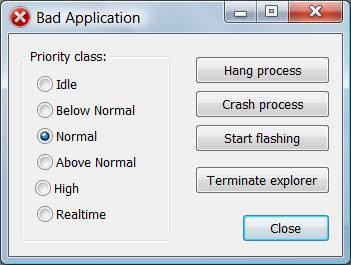 Bad Application
Priority class:
Idle
Below Normal
Normal
Above Normal
High
Realtime
Hang process
Crash process
Start flashing
Terminate explorer
Close